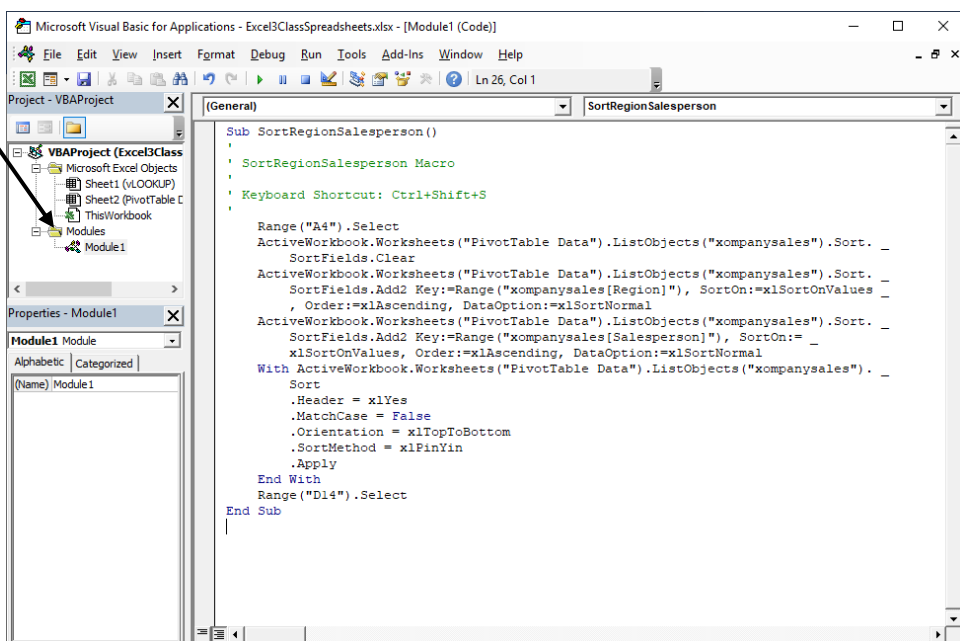 Microsoft Visual Basic for Applications - Excel3ClassSpreadsheets.xlsx - [Module1 (Code)]
File Edit View Insert Format Debug Run Tools Add-Ins Window Help
Ln 26, Col 1
Project - VBAProject
(General)
SortRegionSalesperson
VBAProject (Excel3Class
Microsoft Excel Objects
Sheet1 (vLOOKUP)
Sheet2 (PivotTable D
ThisWorkbook
Modules
Module1
Properties - Module1
Module1 Module
Alphabetic Categorized
(Name) Module1
Sub SortRegionSalesperson()
'
' SortRegionSalesperson Macro
'
' Keyboard Shortcut: Ctrl+Shift+S
'
    Range("A4").Select
    ActiveWorkbook.Worksheets("PivotTable Data").ListObjects("xompanysales").Sort. _
        SortFields.Clear
    ActiveWorkbook.Worksheets("PivotTable Data").ListObjects("xompanysales").Sort. _
        SortFields.Add2 Key:=Range("xompanysales[Region]"), SortOn:=xlSortOnValues _
        , Order:=xlAscending, DataOption:=xlSortNormal
    ActiveWorkbook.Worksheets("PivotTable Data").ListObjects("xompanysales").Sort. _
        SortFields.Add2 Key:=Range("xompanysales[Salesperson]"), SortOn:= _
        xlSortOnValues, Order:=xlAscending, DataOption:=xlSortNormal
    With ActiveWorkbook.Worksheets("PivotTable Data").ListObjects("xompanysales"). _
        Sort
        .Header = xlYes
        .MatchCase = False
        .Orientation = xlTopToBottom
        .SortMethod = xlPinYin
        .Apply
    End With
    Range("D14").Select
End Sub